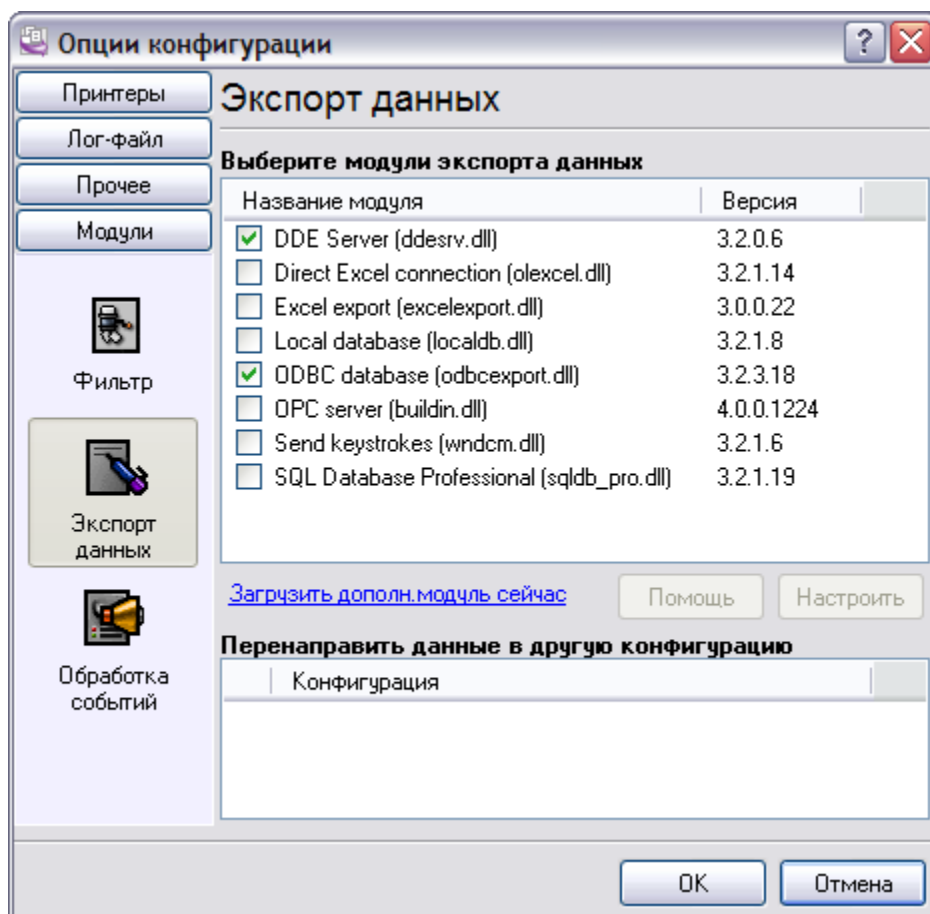 Опции конфигурации
Принтеры
Лог-файл
Прочее
Модули
Фильтр
Экспорт
данных
Обработка
событий
Экспорт данных
Выберите модули экспорта данных
Название модуля Версия
DDE Server (ddesrv.dll) 3.2.0.6
Direct Excel connection (olexcel.dll) 3.2.1.14
Excel export (excelexport.dll) 3.0.0.22
Local database (localdb.dll) 3.2.1.8
ODBC database (odbcexport.dll) 3.2.3.18
OPC server (buildin.dll) 4.0.0.1224
Send keystrokes (wndcm.dll) 3.2.1.6
SQL Database Professional (sqldb_pro.dll) 3.2.1.19
Загрузить дополн.модуль сейчас
Помощь
Настроить
Перенаправить данные в другую конфигурацию
Конфигурация
OK
Отмена